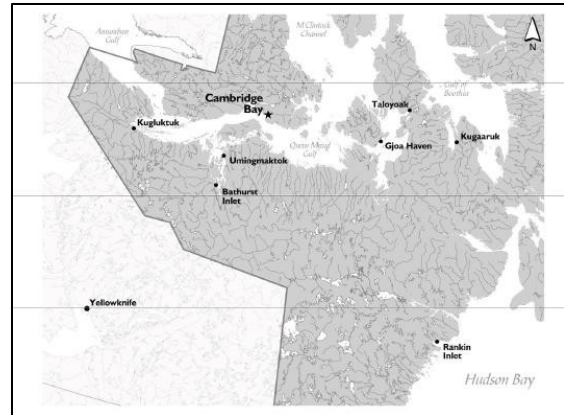 Amundsen
Gulf
M'Clintock
Channel
N
Gulf of
Boothia
Cambridge
Bay
Taloyoak
Kugluktuk
Queen Maud
Gulf
Gjoa Haven
Kugaaruk
Umingmaktok
Bathurst
Inlet
Yellowknife
Rankin
Inlet
Hudson Bay